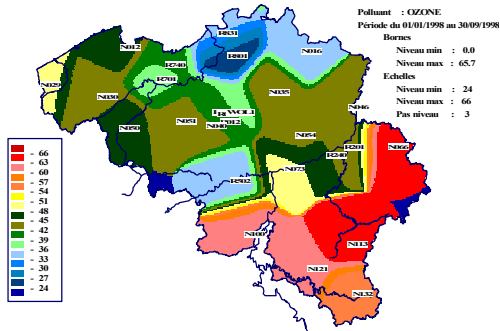 Polluant : OZONE
Période du 01/01/1998 au 30/09/1998
Bornes
Niveau min : 0.0
Niveau max : 65.7
Echelles
Niveau min : 24
Niveau max : 66
Pas niveau : 3
R831
N012
R801
N016
R740
N029
R701
N030
N035
WOL1
N046
N051
R012
N040
N050
N054
R201
N066
R240
N073
R502
N100
N113
N121
N132
66
63
60
57
54
51
48
45
42
39
36
33
30
27
24